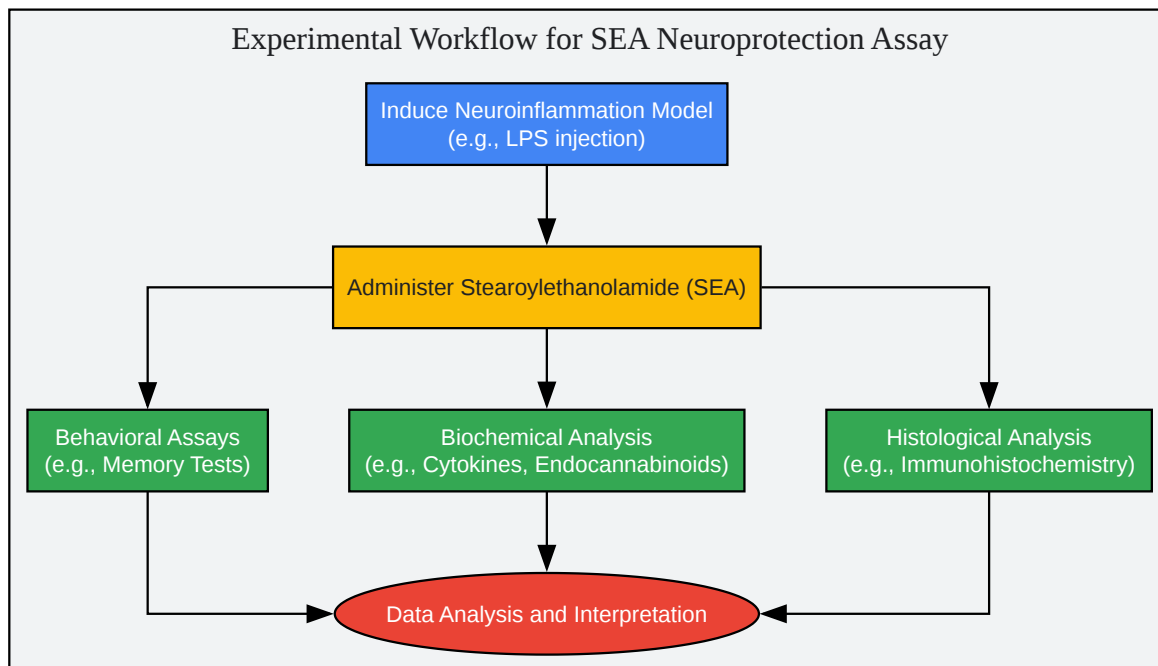 Experimental Workflow for SEA Neuroprotection Assay
Induce Neuroinflammation Model
(e.g., LPS injection)
Administer Stearoylethanolamide (SEA)
Behavioral Assays
(e.g., Memory Tests)
Biochemical Analysis
(e.g., Cytokines, Endocannabinoids)
Histological Analysis
(e.g., Immunohistochemistry)
Data Analysis and Interpretation